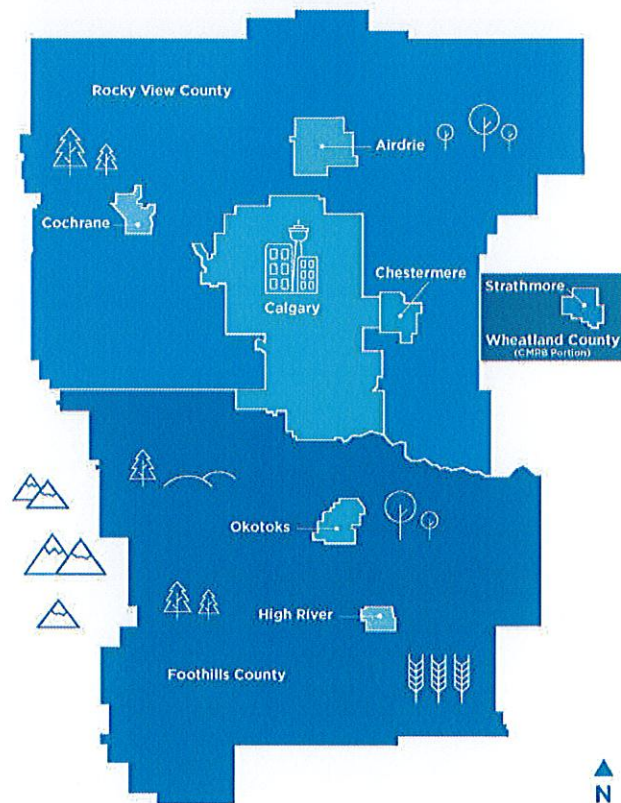 Rocky View County
Airdrie
Cochrane
Chestermere
Strathmore
Calgary
Wheatland County
(CMRB Portion)
Okotoks
High River
Foothills County
N